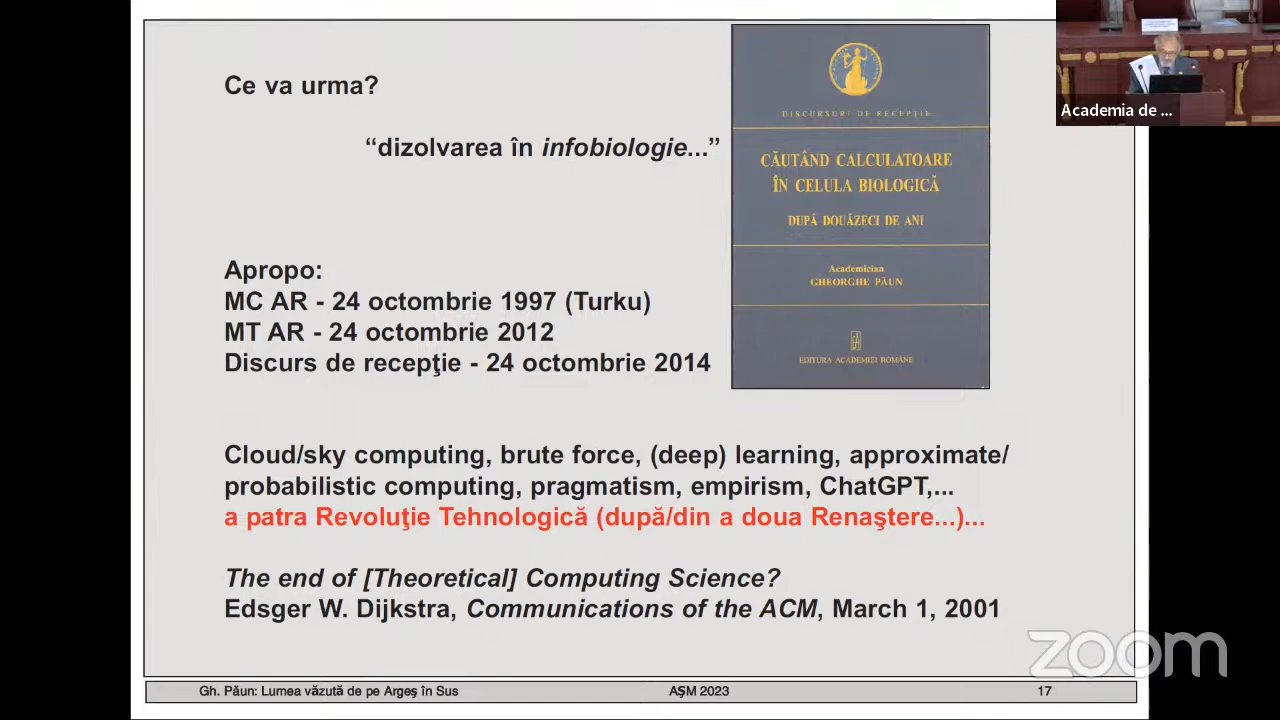 Ce va urma?
“dizolvarea în infobiologie...”
Apropo:
MC AR - 24 octombrie 1997 (Turku)
MT AR - 24 octombrie 2012
Discurs de recepţie - 24 octombrie 2014
DISCURSURI DE RECEPŢIE
CĂUTÂND CALCULATOARE
ÎN CELULA BIOLOGICĂ
DUPĂ DOUĂZECI DE ANI
Academician
GHEORGHE PĂUN
EDITURA ACADEMIEI ROMÂNE
Cloud/sky computing, brute force, (deep) learning, approximate/
probabilistic computing, pragmatism, empirism, ChatGPT,...
a patra Revoluţie Tehnologică (după/din a doua Renaştere...)...
The end of [Theoretical] Computing Science?
Edsger W. Dijkstra, Communications of the ACM, March 1, 2001
Gh. Păun: Lumea văzută de pe Argeş în Sus
AŞM 2023
17
Academia de ...
zoom